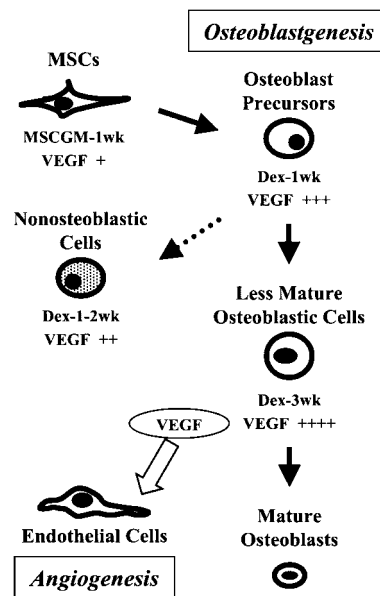 Osteoblastgenesis
MSCs
MSCGM-1wk
VEGF +
Osteoblast
Precursors
Dex-1wk
VEGF +++
Nonosteoblastic
Cells
Dex-1-2wk
VEGF ++
Less Mature
Osteoblastic Cells
Dex-3wk
VEGF ++++
VEGF
Endothelial Cells
Angiogenesis
Mature
Osteoblasts